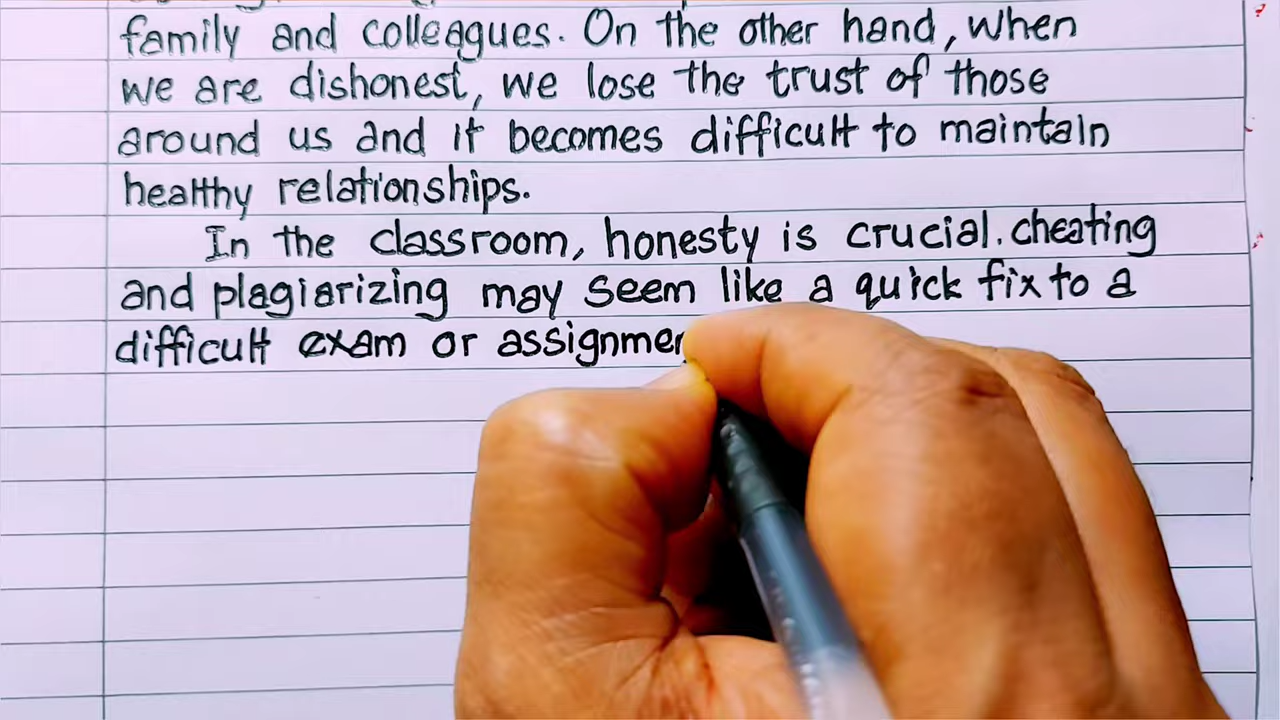 family and colleagues. On the other hand, when
we are dishonest, we lose the trust of those
around us and it becomes difficult to maintain
healthy relationships.
In the classroom, honesty is crucial. cheating
and plagiarizing may seem like a quick fix to a
difficult exam or